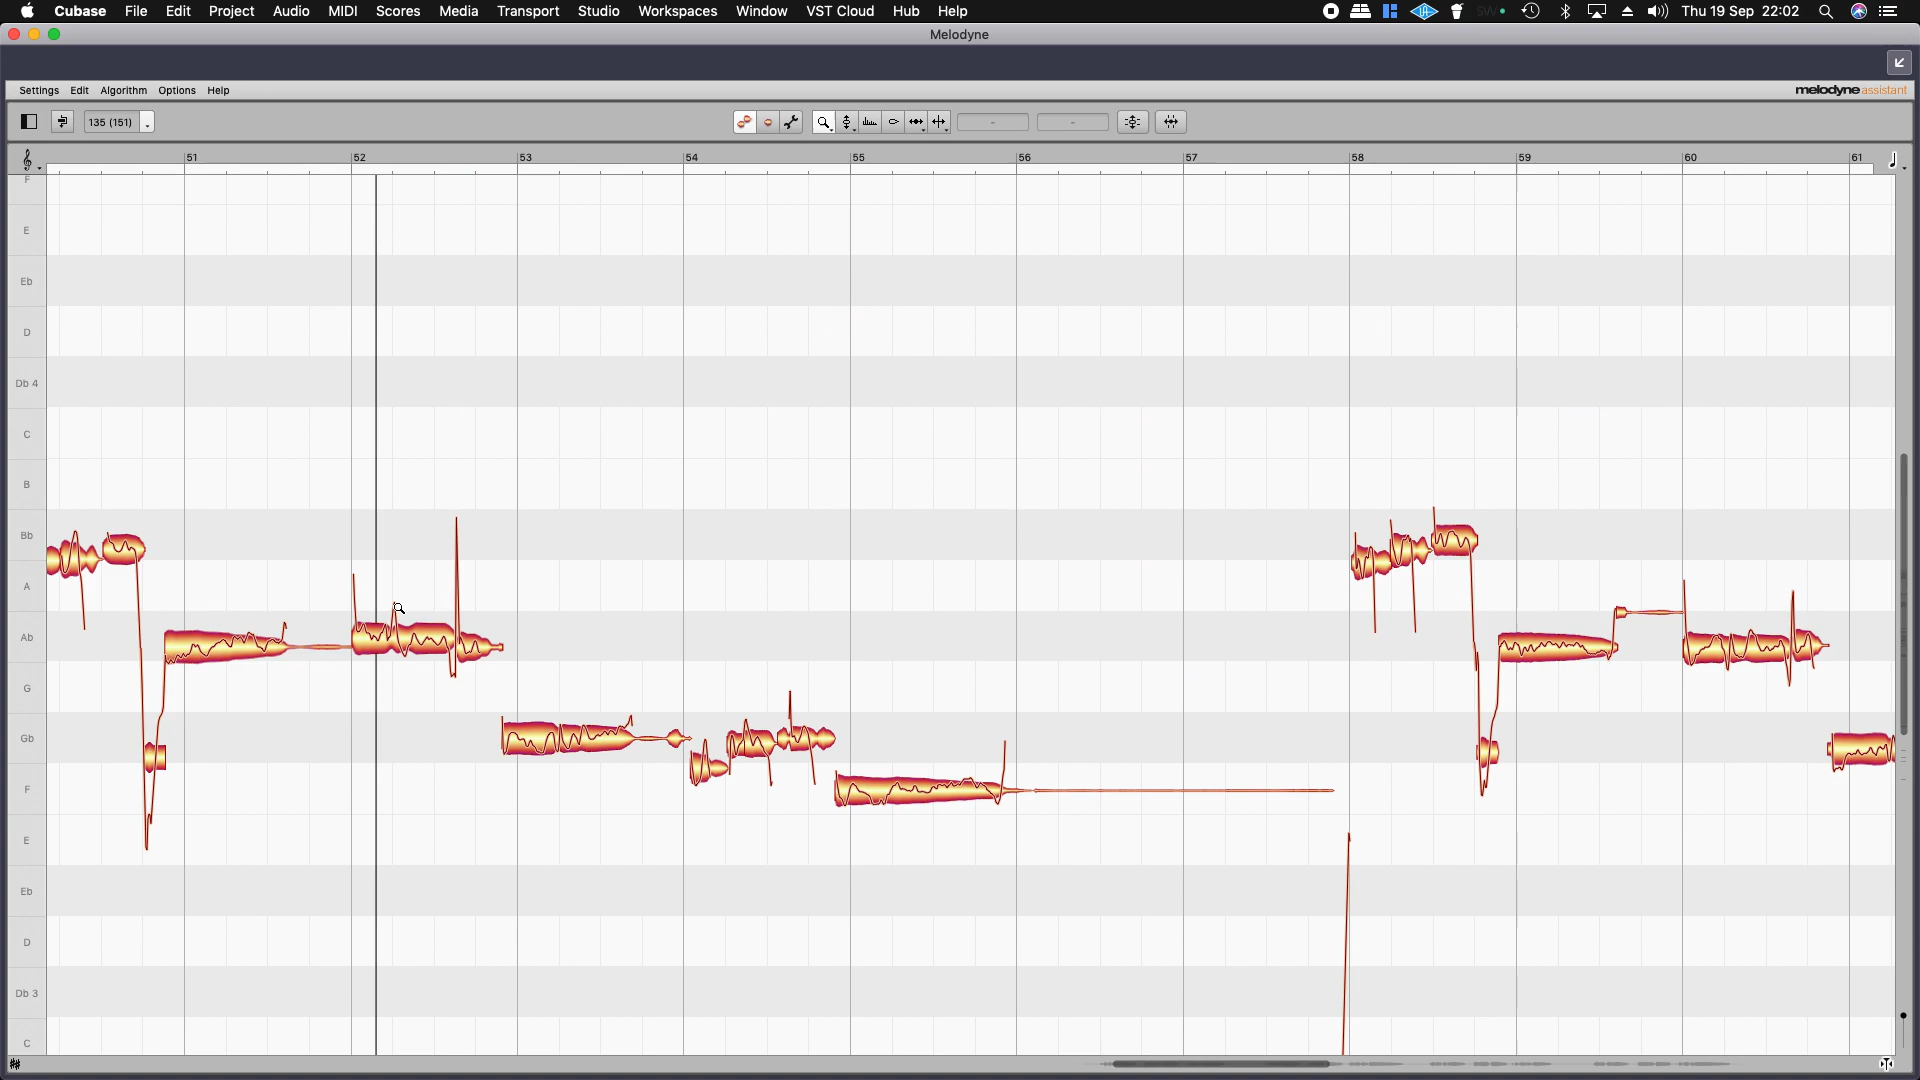 Cubase File Edit Project Audio MIDI Scores Media Transport Studio Workspaces Window VST Cloud Hub Help SW Thu 19 Sep 22:02
Melodyne
Settings Edit Algorithm Options Help melodyne assistant
135 (151) - -
51 52 53 54 55 56 57 58 59 60 61
F
E
Eb
D
Db 4
C
B
Bb
A
Ab
G
Gb
F
E
Eb
D
Db 3
C